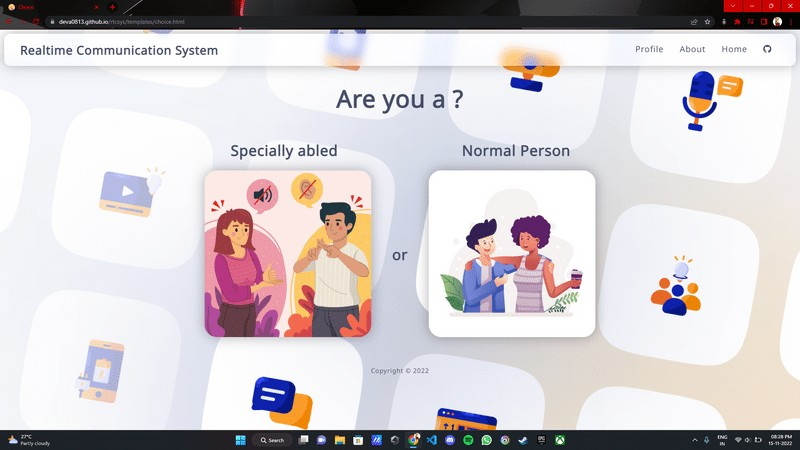 Choice
deva0813.github.io/rtcsys/templates/choice.html
Realtime Communication System
Profile
About
Home
Are you a ?
Specially abled
Normal Person
or
Copyright © 2022
27°C
Partly cloudy
Search
ENG
IN
08:28 PM
15-11-2022